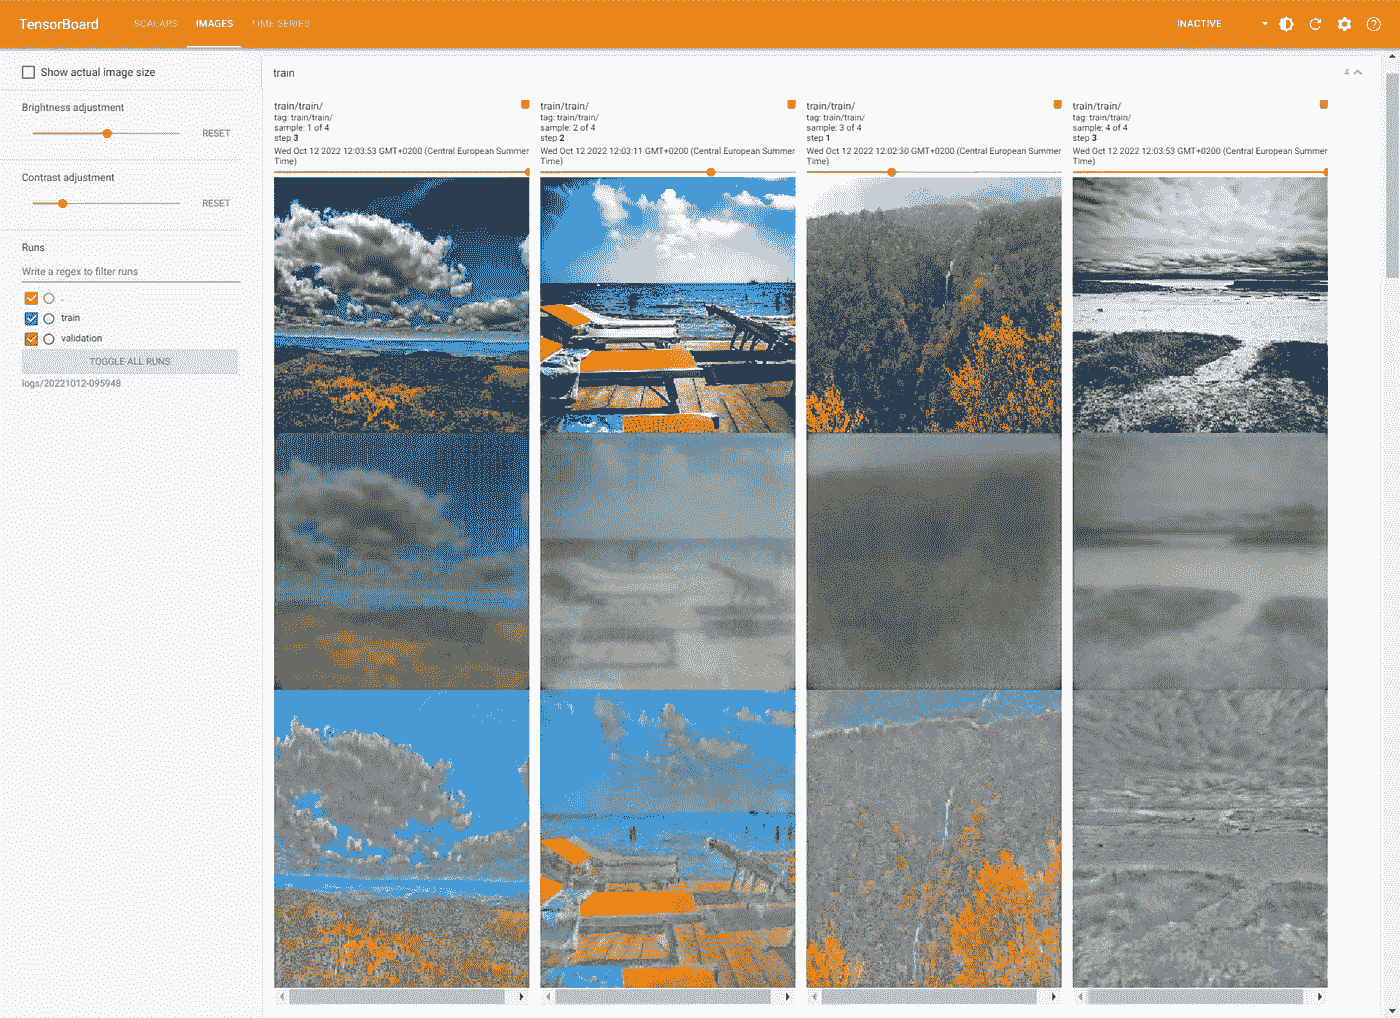 TensorBoard
SCALARS
IMAGES
TIME SERIES
INACTIVE
Show actual image size
Brightness adjustment
RESET
Contrast adjustment
RESET
Runs
Write a regex to filter runs
.
train
validation
TOGGLE ALL RUNS
logs/20221012-095948
train
4
train/train/
tag: train/train/
sample: 1 of 4
step 3
Wed Oct 12 2022 12:03:53 GMT+0200 (Central European Summer
Time)
train/train/
tag: train/train/
sample: 2 of 4
step 2
Wed Oct 12 2022 12:03:11 GMT+0200 (Central European Summer
Time)
train/train/
tag: train/train/
sample: 3 of 4
step 1
Wed Oct 12 2022 12:02:30 GMT+0200 (Central European Summer
Time)
train/train/
tag: train/train/
sample: 4 of 4
step 3
Wed Oct 12 2022 12:03:53 GMT+0200 (Central European Summer
Time)